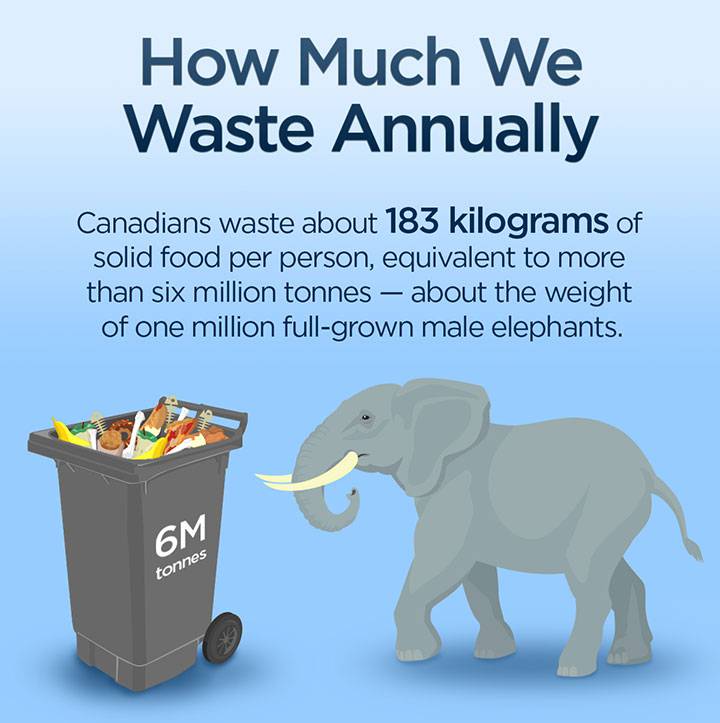 How Much We
Waste Annually
Canadians waste about 183 kilograms of
solid food per person, equivalent to more
than six million tonnes — about the weight
of one million full-grown male elephants.
6M
tonnes